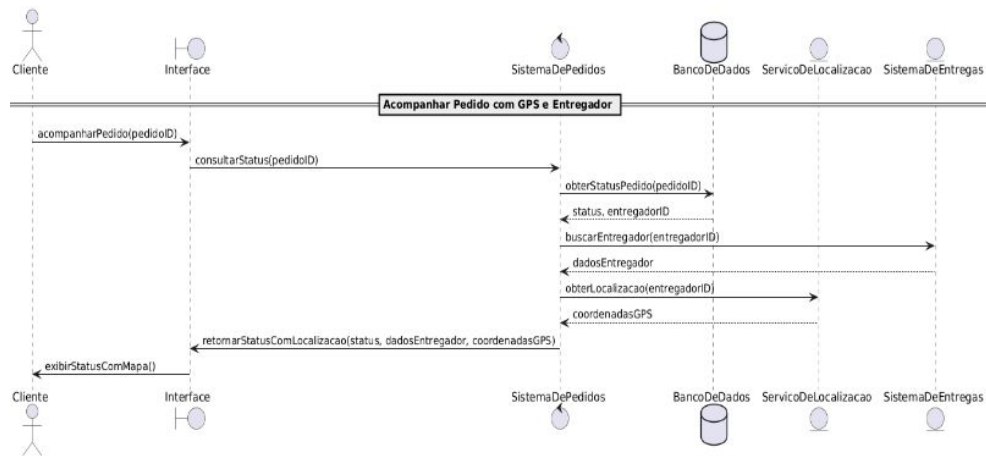 Cliente
Interface
SistemaDePedidos
BancoDeDados
ServicoDeLocalizacao
SistemaDeEntregas
Acompanhar Pedido com GPS e Entregador
acompanharPedido(pedidoID)
consultarStatus(pedidoID)
obterStatusPedido(pedidoID)
status, entregadorID
buscarEntregador(entregadorID)
dadosEntregador
obterLocalizacao(entregadorID)
coordenadasGPS
retornarStatusComLocalizacao(status, dadosEntregador, coordenadasGPS)
exibirStatusComMapa()
Cliente
Interface
SistemaDePedidos
BancoDeDados
ServicoDeLocalizacao
SistemaDeEntregas